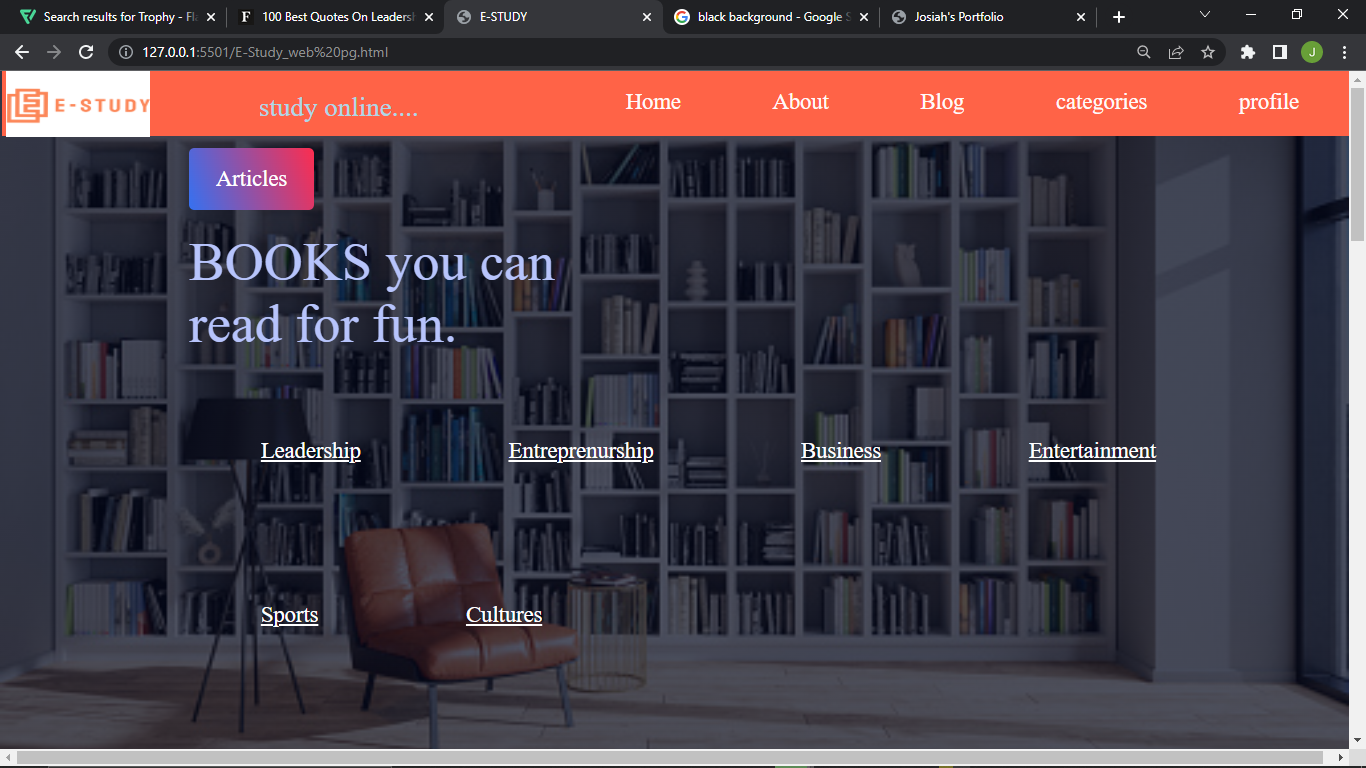 Search results for Trophy - Fla
100 Best Quotes On Leadersh
E-STUDY
black background - Google S
Josiah's Portfolio
127.0.0.1:5501/E-Study_web%20pg.html
J
E-STUDY
study online....
Home
About
Blog
categories
profile
Articles
BOOKS you can
read for fun.
Leadership
Entreprenurship
Business
Entertainment
Sports
Cultures